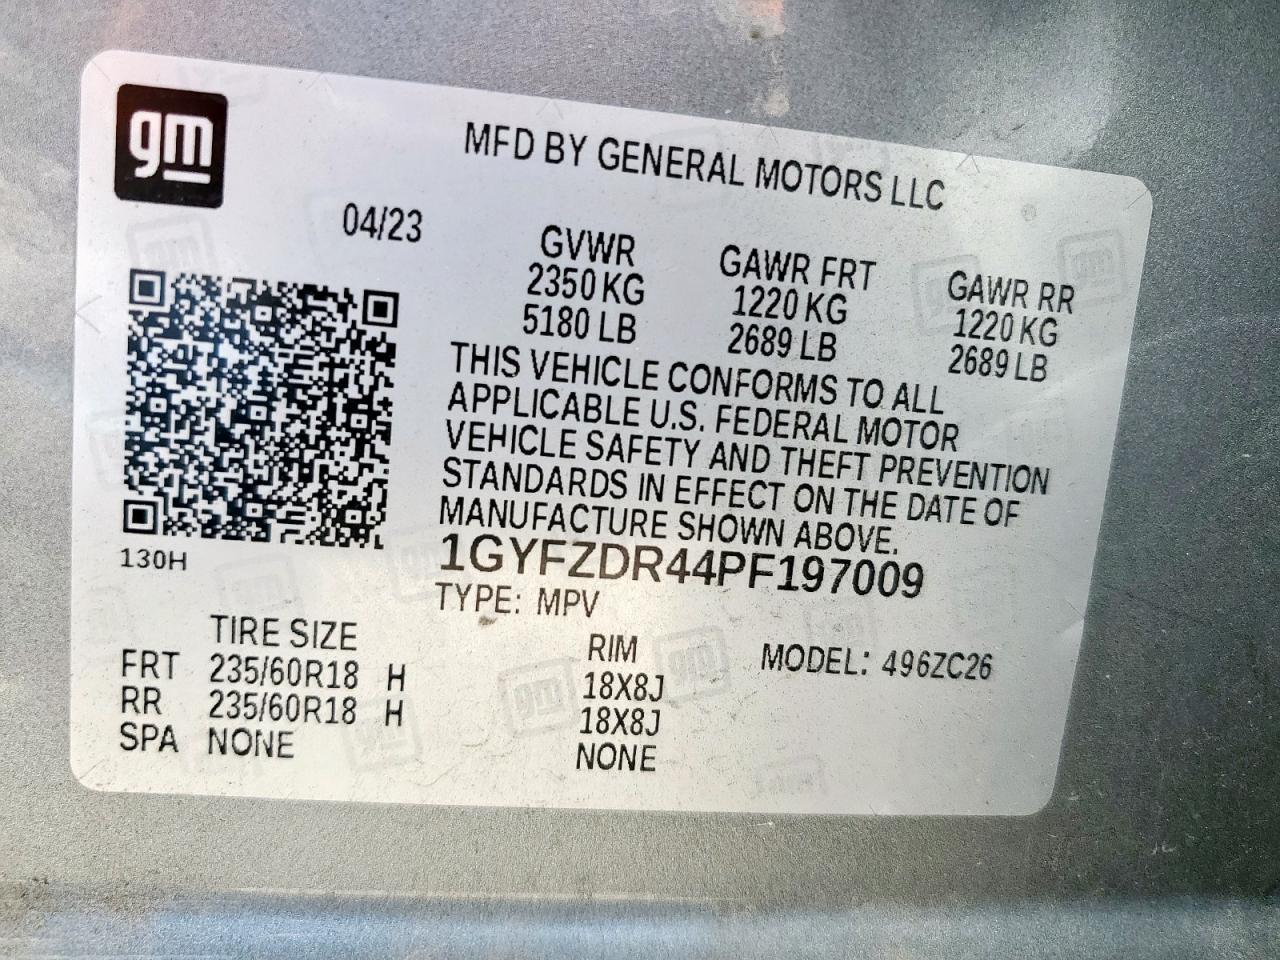 gm
MFD BY GENERAL MOTORS LLC
04/23
GVWR
2350 KG
5180 LB
GAWR FRT
1220 KG
2689 LB
GAWR RR
1220 KG
2689 LB
THIS VEHICLE CONFORMS TO ALL
APPLICABLE U.S. FEDERAL MOTOR
VEHICLE SAFETY AND THEFT PREVENTION
STANDARDS IN EFFECT ON THE DATE OF
MANUFACTURE SHOWN ABOVE.
130H
1GYFZDR44PF197009
TYPE: MPV
TIRE SIZE RIM MODEL: 496ZC26
FRT 235/60R18 H 18X8J
RR 235/60R18 H 18X8J
SPA NONE NONE